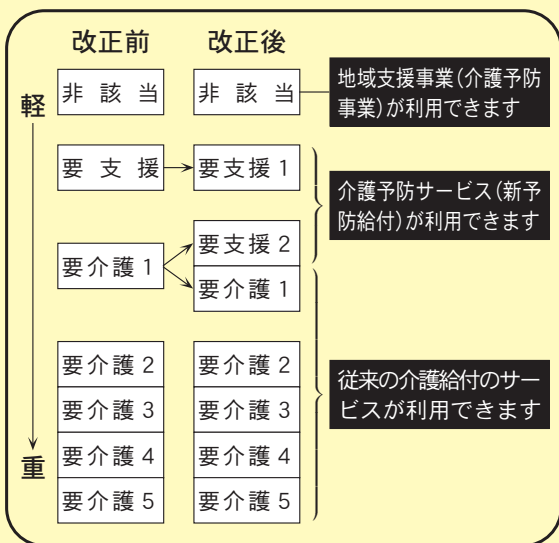 改正前 改正後
軽
非該当 非該当
地域支援事業(介護予防
事業)が利用できます
要支援 要支援1
介護予防サービス(新予
防給付)が利用できます
要支援2
要介護1
要介護1
要介護2 要介護2
従来の介護給付のサー
ビスが利用できます
要介護3 要介護3
要介護4 要介護4
重
要介護5 要介護5